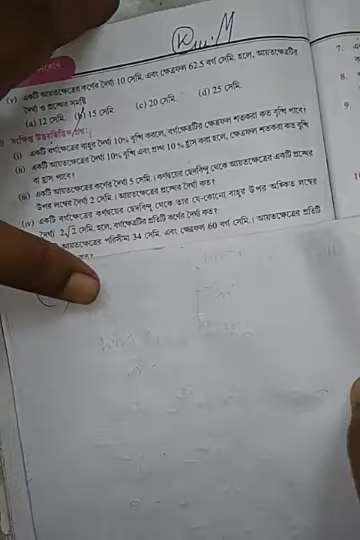 (v) একটি আয়তক্ষেত্রের কর্ণের দৈর্ঘ্য 10 সেমি. এবং ক্ষেত্রফল 62.5 বর্গ সেমি. হলে, আয়তক্ষেত্রটির
দৈর্ঘ্য ও প্রস্থের সমষ্টি
(a) 12 সেমি. (b) 15 সেমি. (c) 20 সেমি. (d) 25 সেমি.
সংক্ষিপ্ত উত্তরভিত্তিক প্রশ্ন:
(i) একটি বর্গক্ষেত্রের বাহুর দৈর্ঘ্য 10% বৃদ্ধি করলে, বর্গক্ষেত্রটির ক্ষেত্রফল শতকরা কত বৃদ্ধি পাবে?
(ii) একটি আয়তক্ষেত্রের দৈর্ঘ্য 10% বৃদ্ধি এবং প্রস্থ 10% হ্রাস করা হলে, ক্ষেত্রফল শতকরা কত বৃদ্ধি
বা হ্রাস পাবে?
(iii) একটি আয়তক্ষেত্রের কর্ণের দৈর্ঘ্য 5 সেমি.। কর্ণদ্বয়ের ছেদবিন্দু থেকে আয়তক্ষেত্রের একটি প্রস্থের
উপর লম্বের দৈর্ঘ্য 2 সেমি.। আয়তক্ষেত্রের প্রস্থের দৈর্ঘ্য কত?
(iv) একটি বর্গক্ষেত্রের কর্ণদ্বয়ের ছেদবিন্দু থেকে তার যে-কোনো বাহুর উপর অঙ্কিত লম্বের
দৈর্ঘ্য 2√2 সেমি. হলে, বর্গক্ষেত্রটির প্রতিটি কর্ণের দৈর্ঘ্য কত?
আয়তক্ষেত্রের পরিসীমা 34 সেমি. এবং ক্ষেত্রফল 60 বর্গ সেমি.। আয়তক্ষেত্রের প্রতিটি
7.
8.
9.